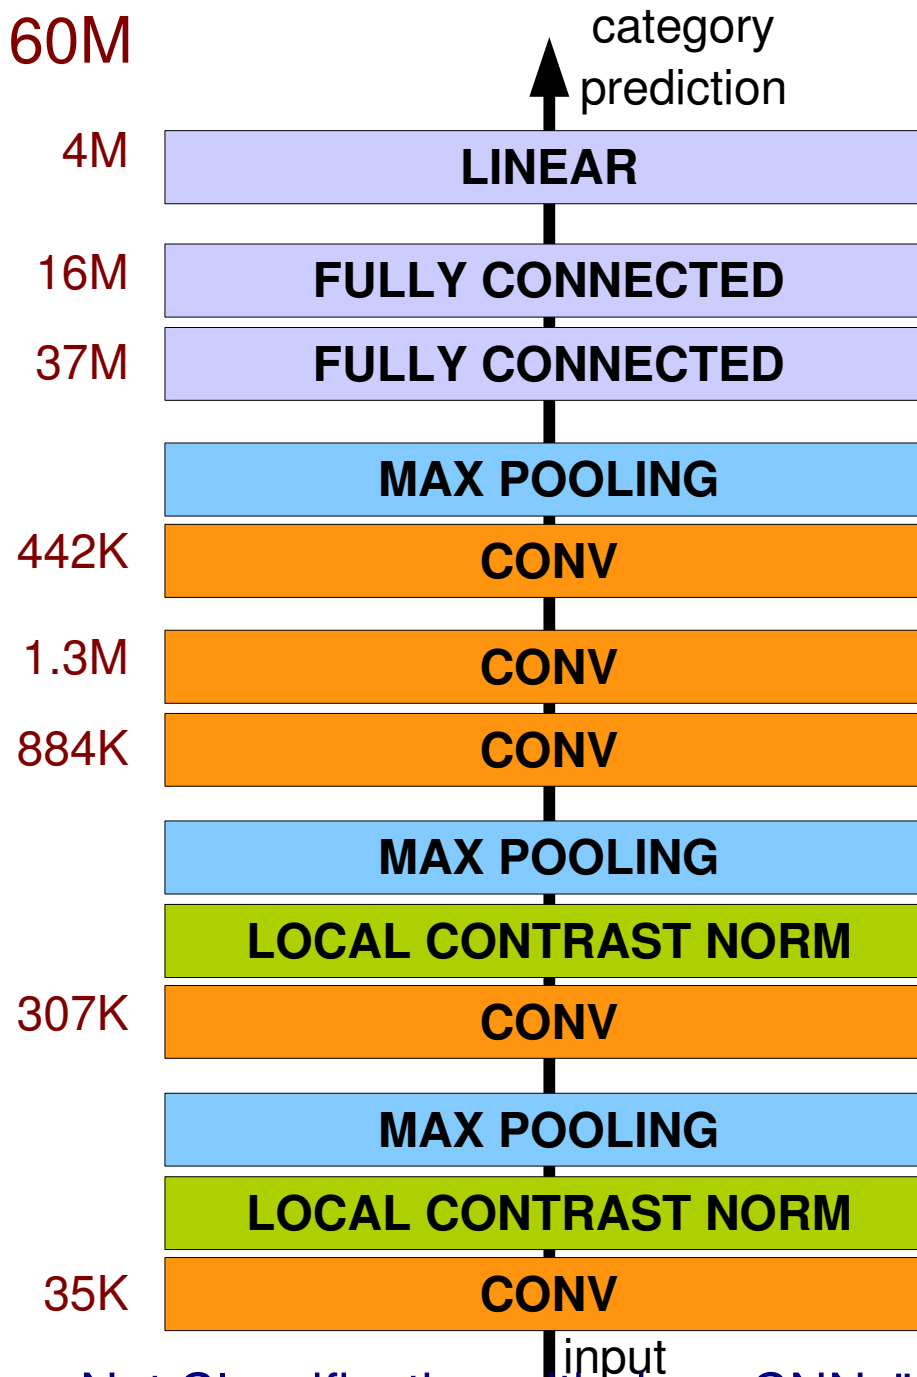 60M
category
prediction
4M LINEAR
16M FULLY CONNECTED
37M FULLY CONNECTED
MAX POOLING
442K CONV
1.3M CONV
884K CONV
MAX POOLING
LOCAL CONTRAST NORM
307K CONV
MAX POOLING
LOCAL CONTRAST NORM
35K CONV
input